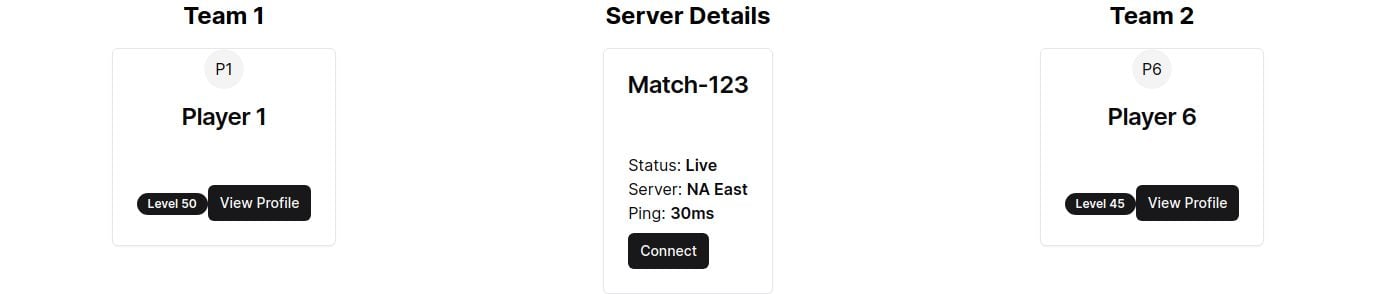 Team 1
P1
Player 1
Level 50 View Profile
Server Details
Match-123
Status: Live
Server: NA East
Ping: 30ms
Connect
Team 2
P6
Player 6
Level 45 View Profile